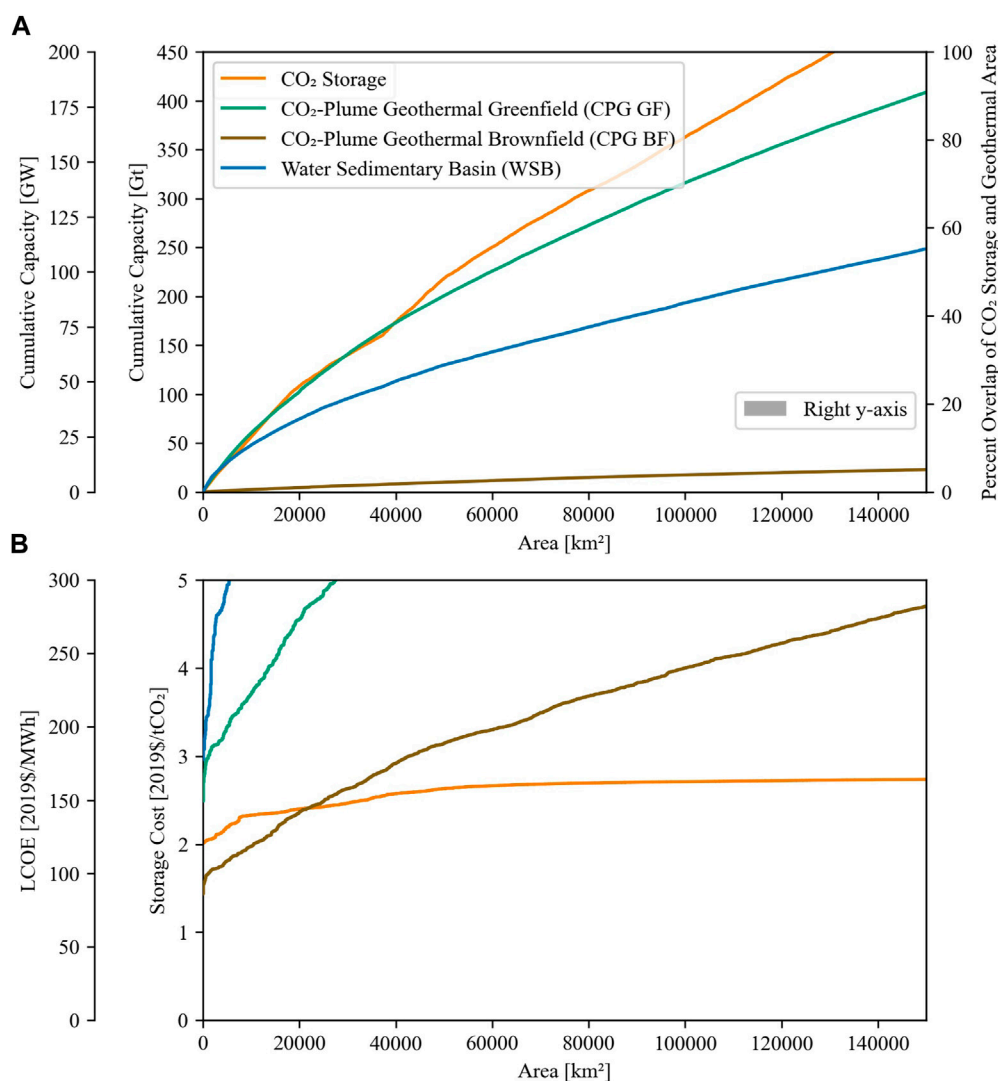 A
200
175
150
125
100
75
50
25
0
Cumulative Capacity [GW]
450
400
350
300
250
200
150
100
50
0
Cumulative Capacity [Gt]
CO₂ Storage
CO₂-Plume Geothermal Greenfield (CPG GF)
CO₂-Plume Geothermal Brownfield (CPG BF)
Water Sedimentary Basin (WSB)
Right y-axis
100
80
60
40
20
0
Percent Overlap of CO₂ Storage and Geothermal Area
0 20000 40000 60000 80000 100000 120000 140000
Area [km²]
B
300
250
200
150
100
50
0
LCOE [2019$/MWh]
5
4
3
2
1
0
Storage Cost [2019$/tCO₂]
0 20000 40000 60000 80000 100000 120000 140000
Area [km²]